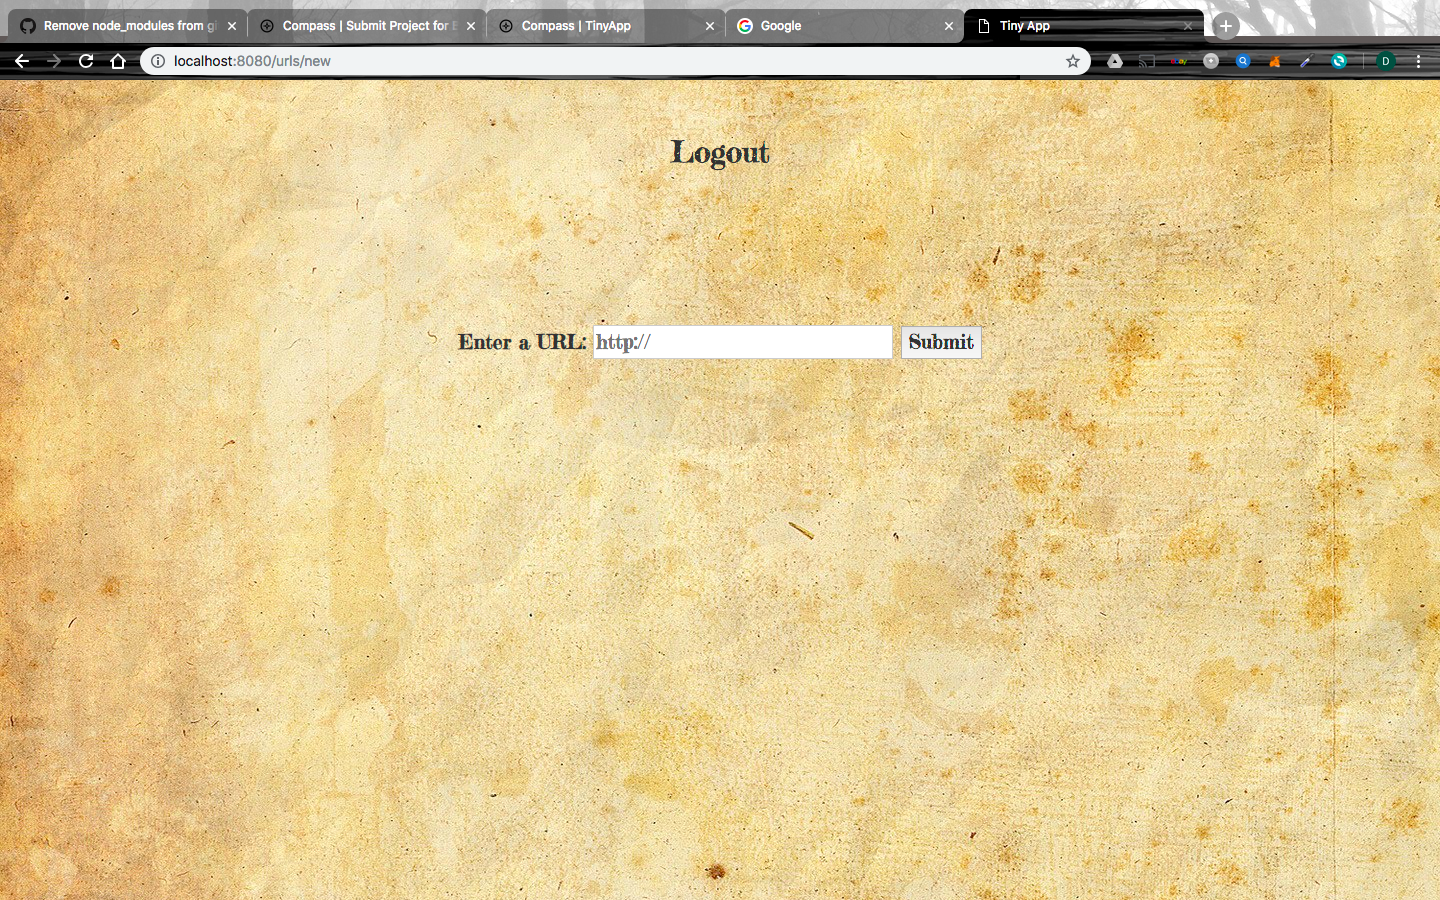 Remove node_modules from gi
Compass | Submit Project for E
Compass | TinyApp
Google
Tiny App
localhost:8080/urls/new
ebay
D
Logout
Enter a URL: http:// Submit